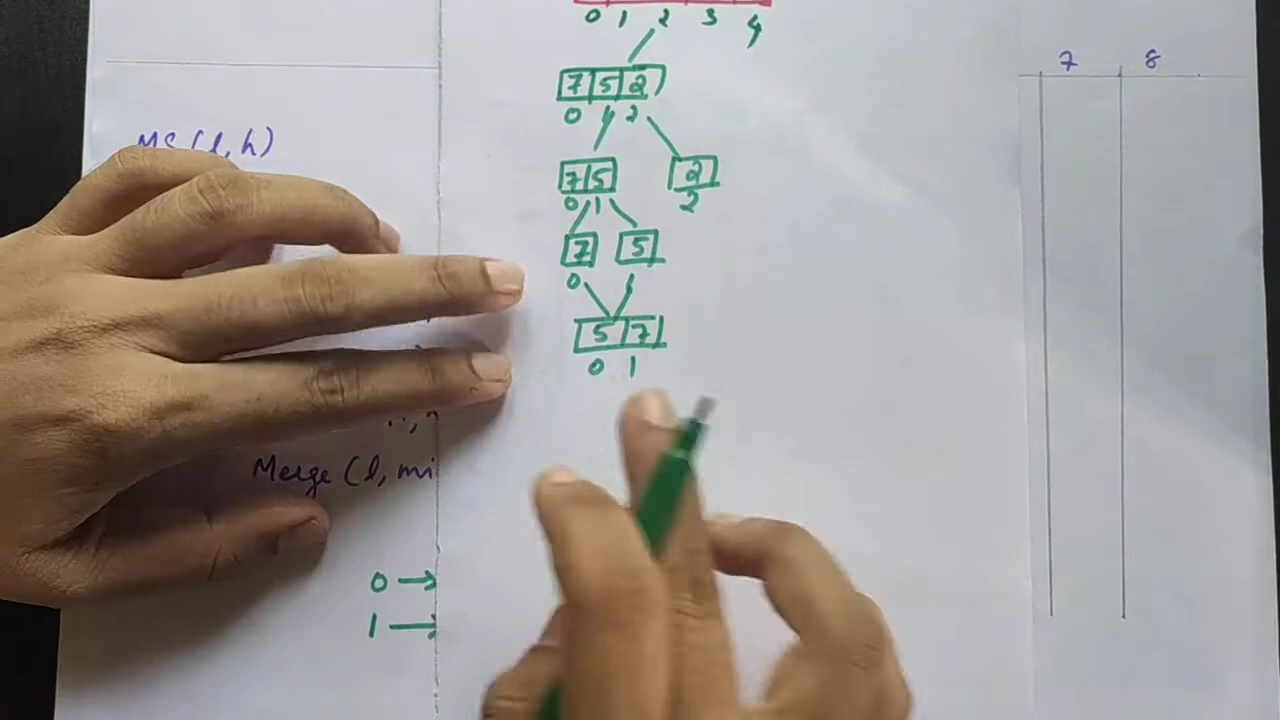 0 1 2 3 4
7 8
7 5 2
0 1 2
MS(l,h)
7 5 2
0 1 2
7 5
0 1
5 7
0 1
Merge (l, mi
0 →
1 →